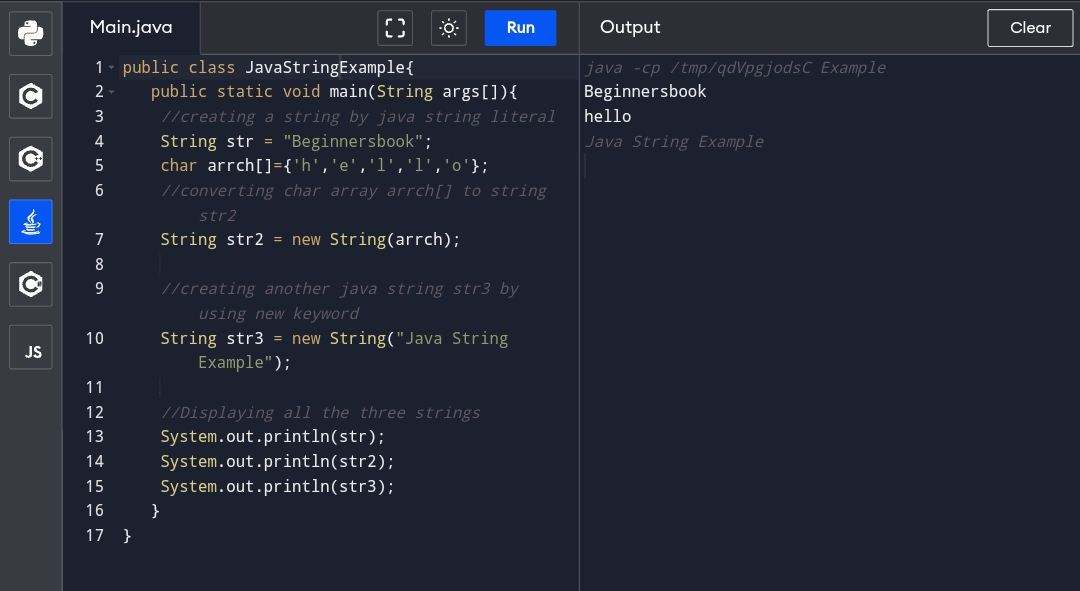 Main.java
Run
Output
Clear
1 public class JavaStringExample{
2 public static void main(String args[]){
3 //creating a string by java string literal
4 String str = "Beginnersbook";
5 char arrch[]={'h','e','l','l','o'};
6 //converting char array arrch[] to string
str2
7 String str2 = new String(arrch);
8
9 //creating another java string str3 by
using new keyword
10 String str3 = new String("Java String
Example");
11
12 //Displaying all the three strings
13 System.out.println(str);
14 System.out.println(str2);
15 System.out.println(str3);
16 }
17 }
java -cp /tmp/qdVpgjodsC Example
Beginnersbook
hello
Java String Example
JS